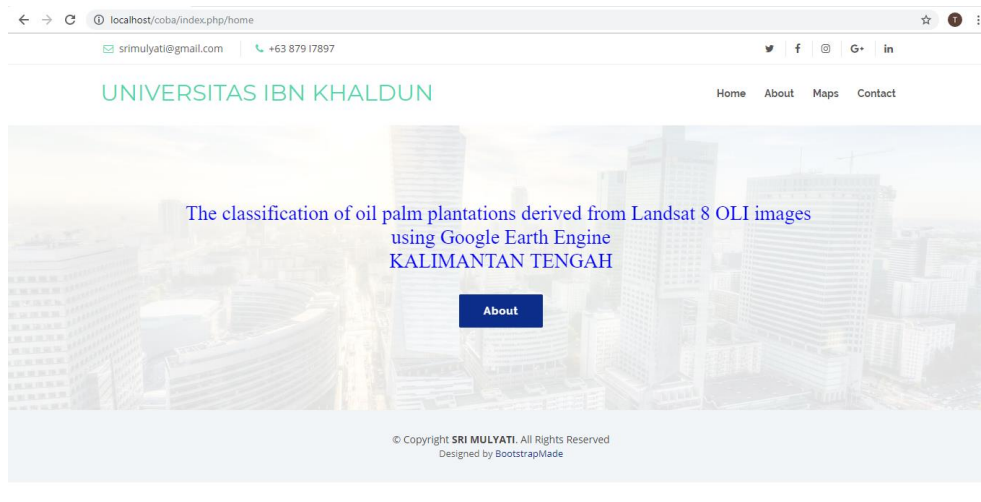 localhost/coba/index.php/home
T
srimulyati@gmail.com +63 879 17897
G+ in
UNIVERSITAS IBN KHALDUN
Home About Maps Contact
The classification of oil palm plantations derived from Landsat 8 OLI images
using Google Earth Engine
KALIMANTAN TENGAH
About
© Copyright SRI MULYATI. All Rights Reserved
Designed by BootstrapMade